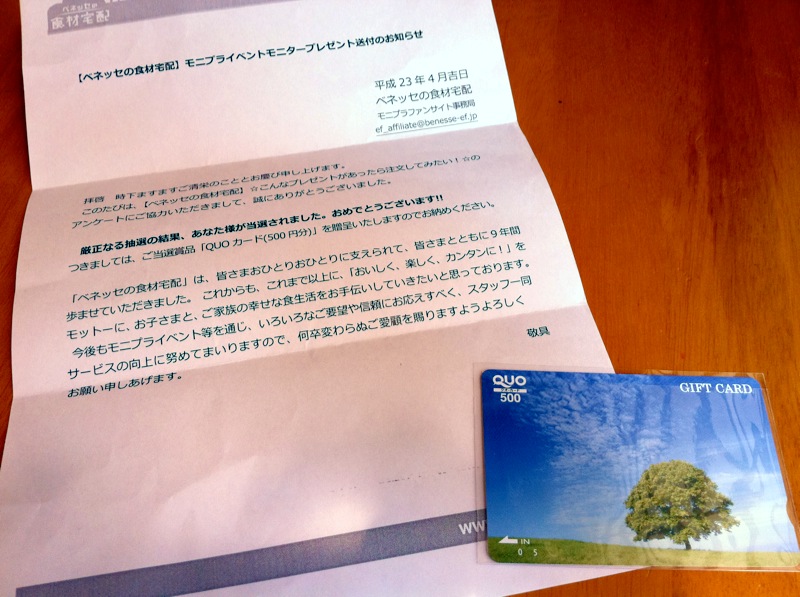 ベネッセの
食材宅配
【ベネッセの食材宅配】モニプライベントモニタープレゼント送付のお知らせ
平成23年4月吉日
ベネッセの食材宅配
モニプラファンサイト事務局
ef_affiliate@benesse-ef.jp
拝啓　時下ますますご清栄のこととお慶び申し上げます。
このたびは、【ベネッセの食材宅配】☆こんなプレゼントがあったら注文してみたい！☆の
アンケートにご協力いただきまして、誠にありがとうございました。
厳正なる抽選の結果、あなた様が当選されました。おめでとうございます!!
つきましては、ご当選賞品「QUOカード(500円分)」を贈呈いたしますのでお納めください。
「ベネッセの食材宅配」は、皆さまおひとりおひとりに支えられて、皆さまとともに9年間
歩ませていただきました。これからも、これまで以上に、「おいしく、楽しく、カンタンに！」を
モットーに、お子さまと、ご家族の幸せな食生活をお手伝いしていきたいと思っております。
今後もモニプライベント等を通じ、いろいろなご要望や信頼にお応えすべく、スタッフ一同
サービスの向上に努めてまいりますので、何卒変わらぬご愛顧を賜りますようよろしく
お願い申しあげます。
敬具
QUO
クオ・カード
500
GIFT CARD
IN
0 5